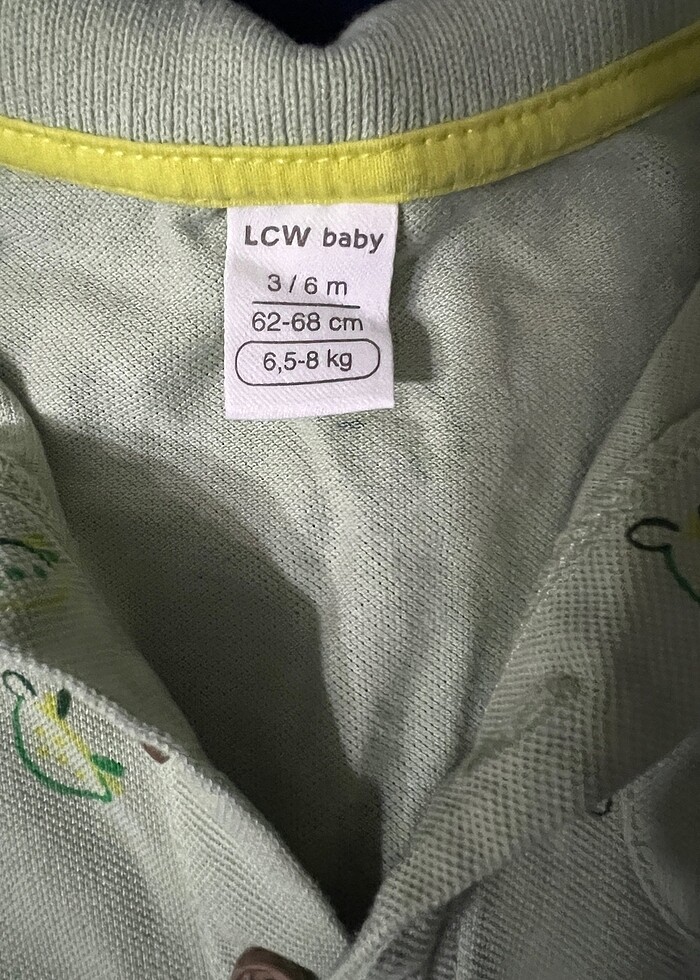 LCW baby
3 / 6 m
62-68 cm
6,5-8 kg